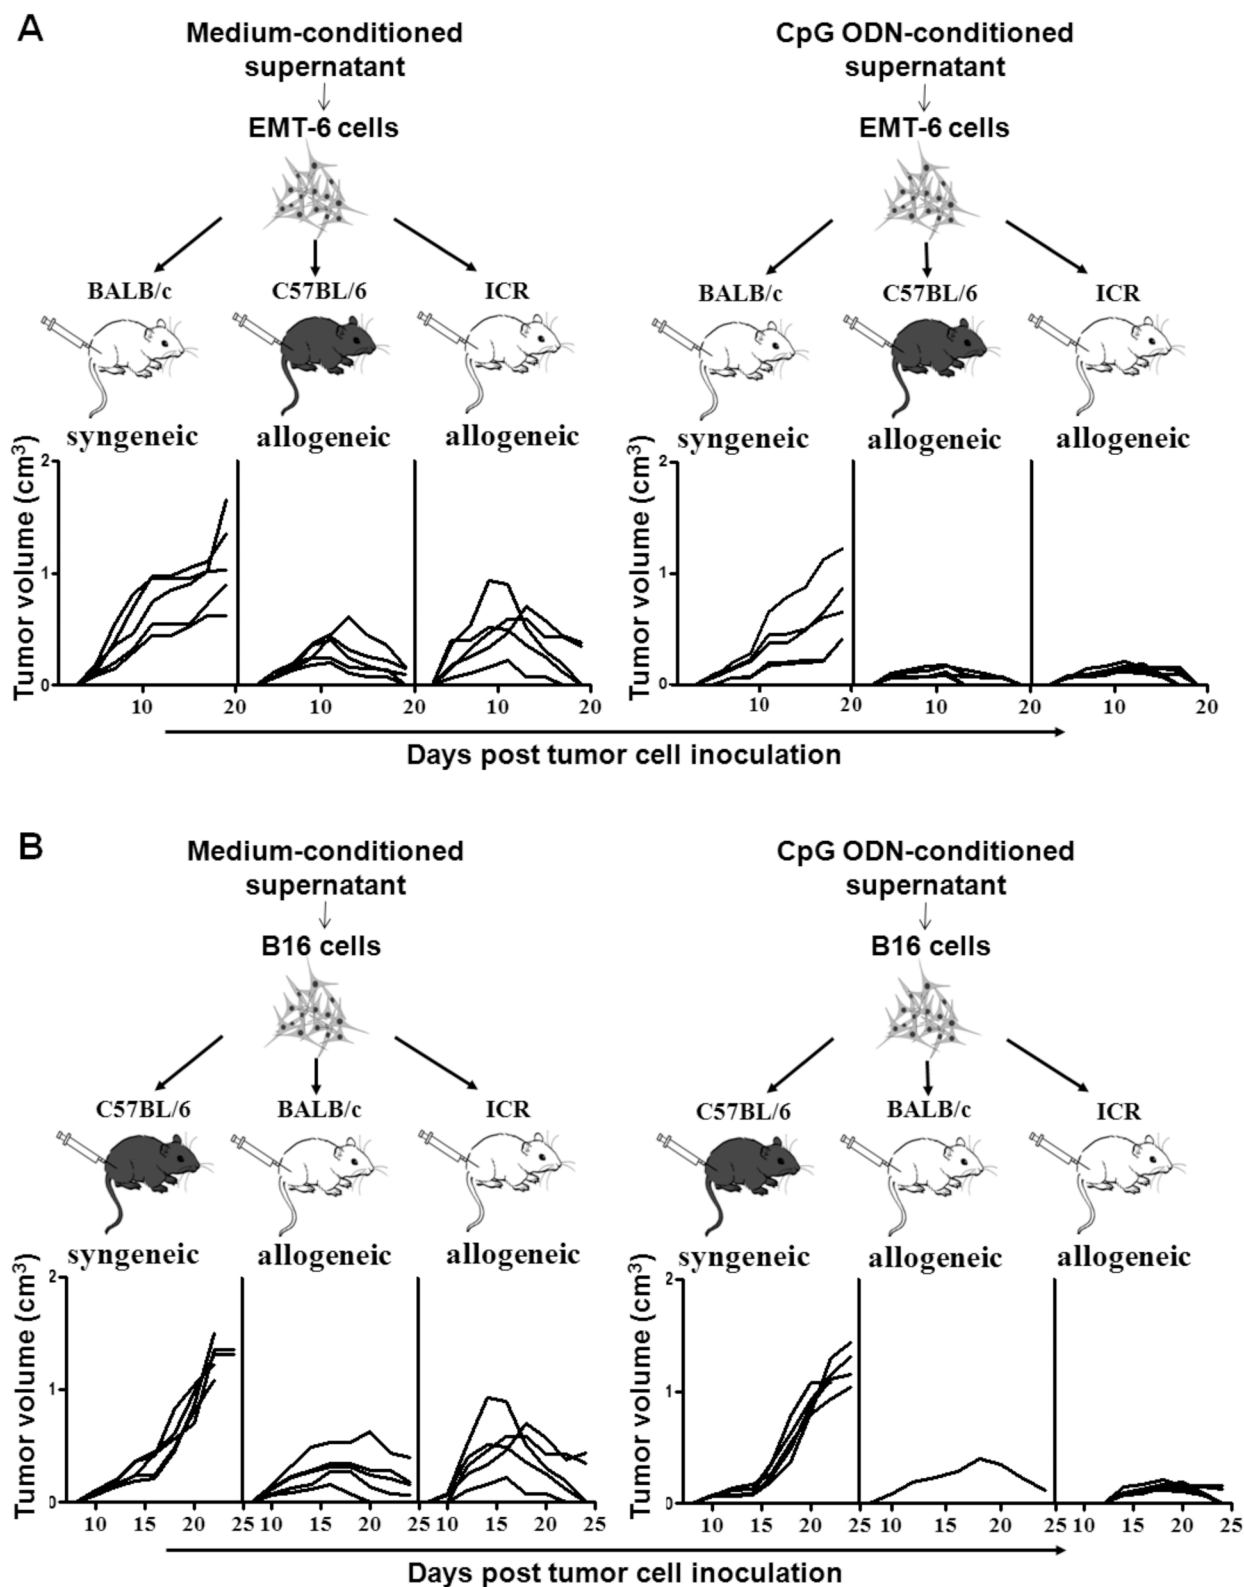 A
Medium-conditioned
supernatant
EMT-6 cells
BALB/c
C57BL/6
ICR
syngeneic
allogeneic
allogeneic
CpG ODN-conditioned
supernatant
EMT-6 cells
BALB/c
C57BL/6
ICR
syngeneic
allogeneic
allogeneic
Tumor volume (cm³)
2
1
0
10
20
10
20
10
20
Tumor volume (cm³)
2
1
0
10
20
10
20
10
20
Days post tumor cell inoculation
B
Medium-conditioned
supernatant
B16 cells
C57BL/6
BALB/c
ICR
syngeneic
allogeneic
allogeneic
CpG ODN-conditioned
supernatant
B16 cells
C57BL/6
BALB/c
ICR
syngeneic
allogeneic
allogeneic
Tumor volume (cm³)
2
1
0
10 15 20 25
10 15 20 25
10 15 20 25
Tumor volume (cm³)
2
1
0
10 15 20 25
10 15 20 25
10 15 20 25
Days post tumor cell inoculation